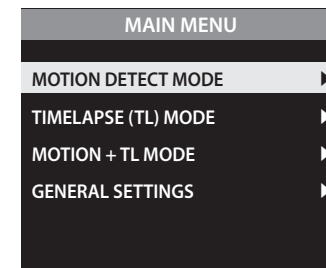 MAIN MENU
MOTION DETECT MODE
TIMELAPSE (TL) MODE
MOTION + TL MODE
GENERAL SETTINGS